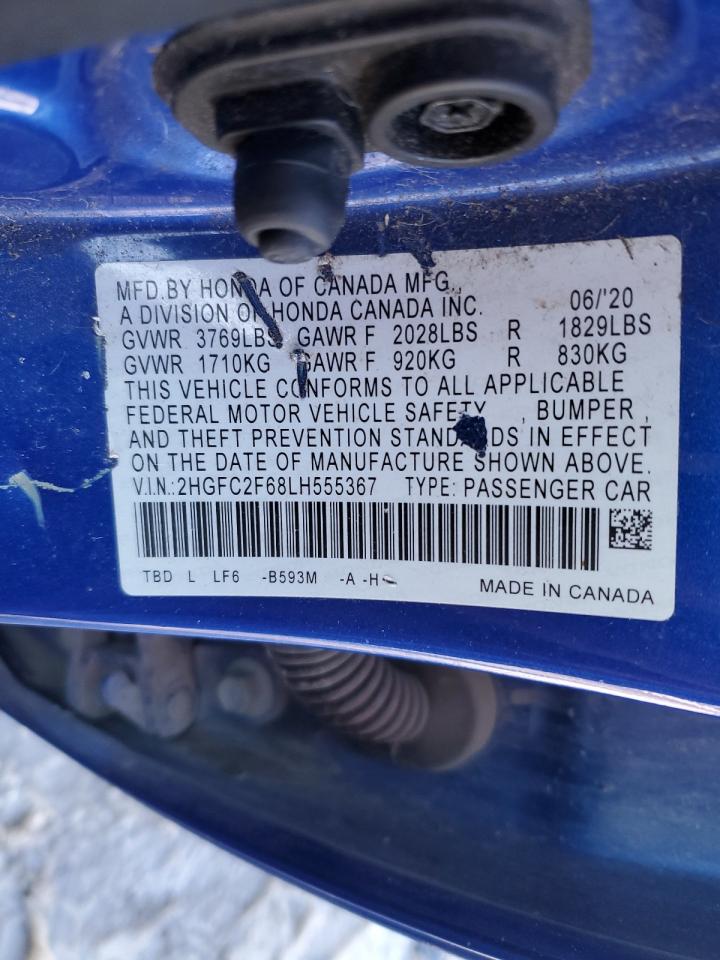 MFD.BY HONDA OF CANADA MFG.,
A DIVISION OF HONDA CANADA INC. 06/'20
GVWR 3769LBS GAWR F 2028LBS R 1829LBS
GVWR 1710KG GAWR F 920KG R 830KG
THIS VEHICLE CONFORMS TO ALL APPLICABLE
FEDERAL MOTOR VEHICLE SAFETY , BUMPER ,
AND THEFT PREVENTION STANDARDS IN EFFECT
ON THE DATE OF MANUFACTURE SHOWN ABOVE.
V.I.N.:2HGFC2F68LH555367 TYPE: PASSENGER CAR
TBD L LF6 -B593M -A -H MADE IN CANADA